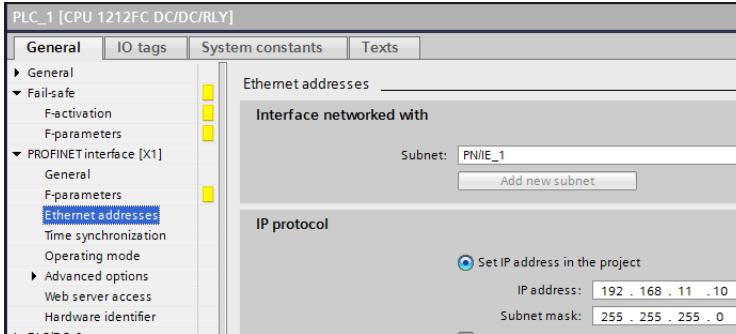 PLC_1 [CPU 1212FC DC/DC/RLY]
General IO tags System constants Texts
General
Fail-safe
F-activation
F-parameters
PROFINET interface [X1]
General
F-parameters
Ethernet addresses
Time synchronization
Operating mode
Advanced options
Web server access
Hardware identifier
Ethernet addresses
Interface networked with
Subnet: PN/IE_1
Add new subnet
IP protocol
Set IP address in the project
IP address: 192 . 168 . 11 . 10
Subnet mask: 255 . 255 . 255 . 0